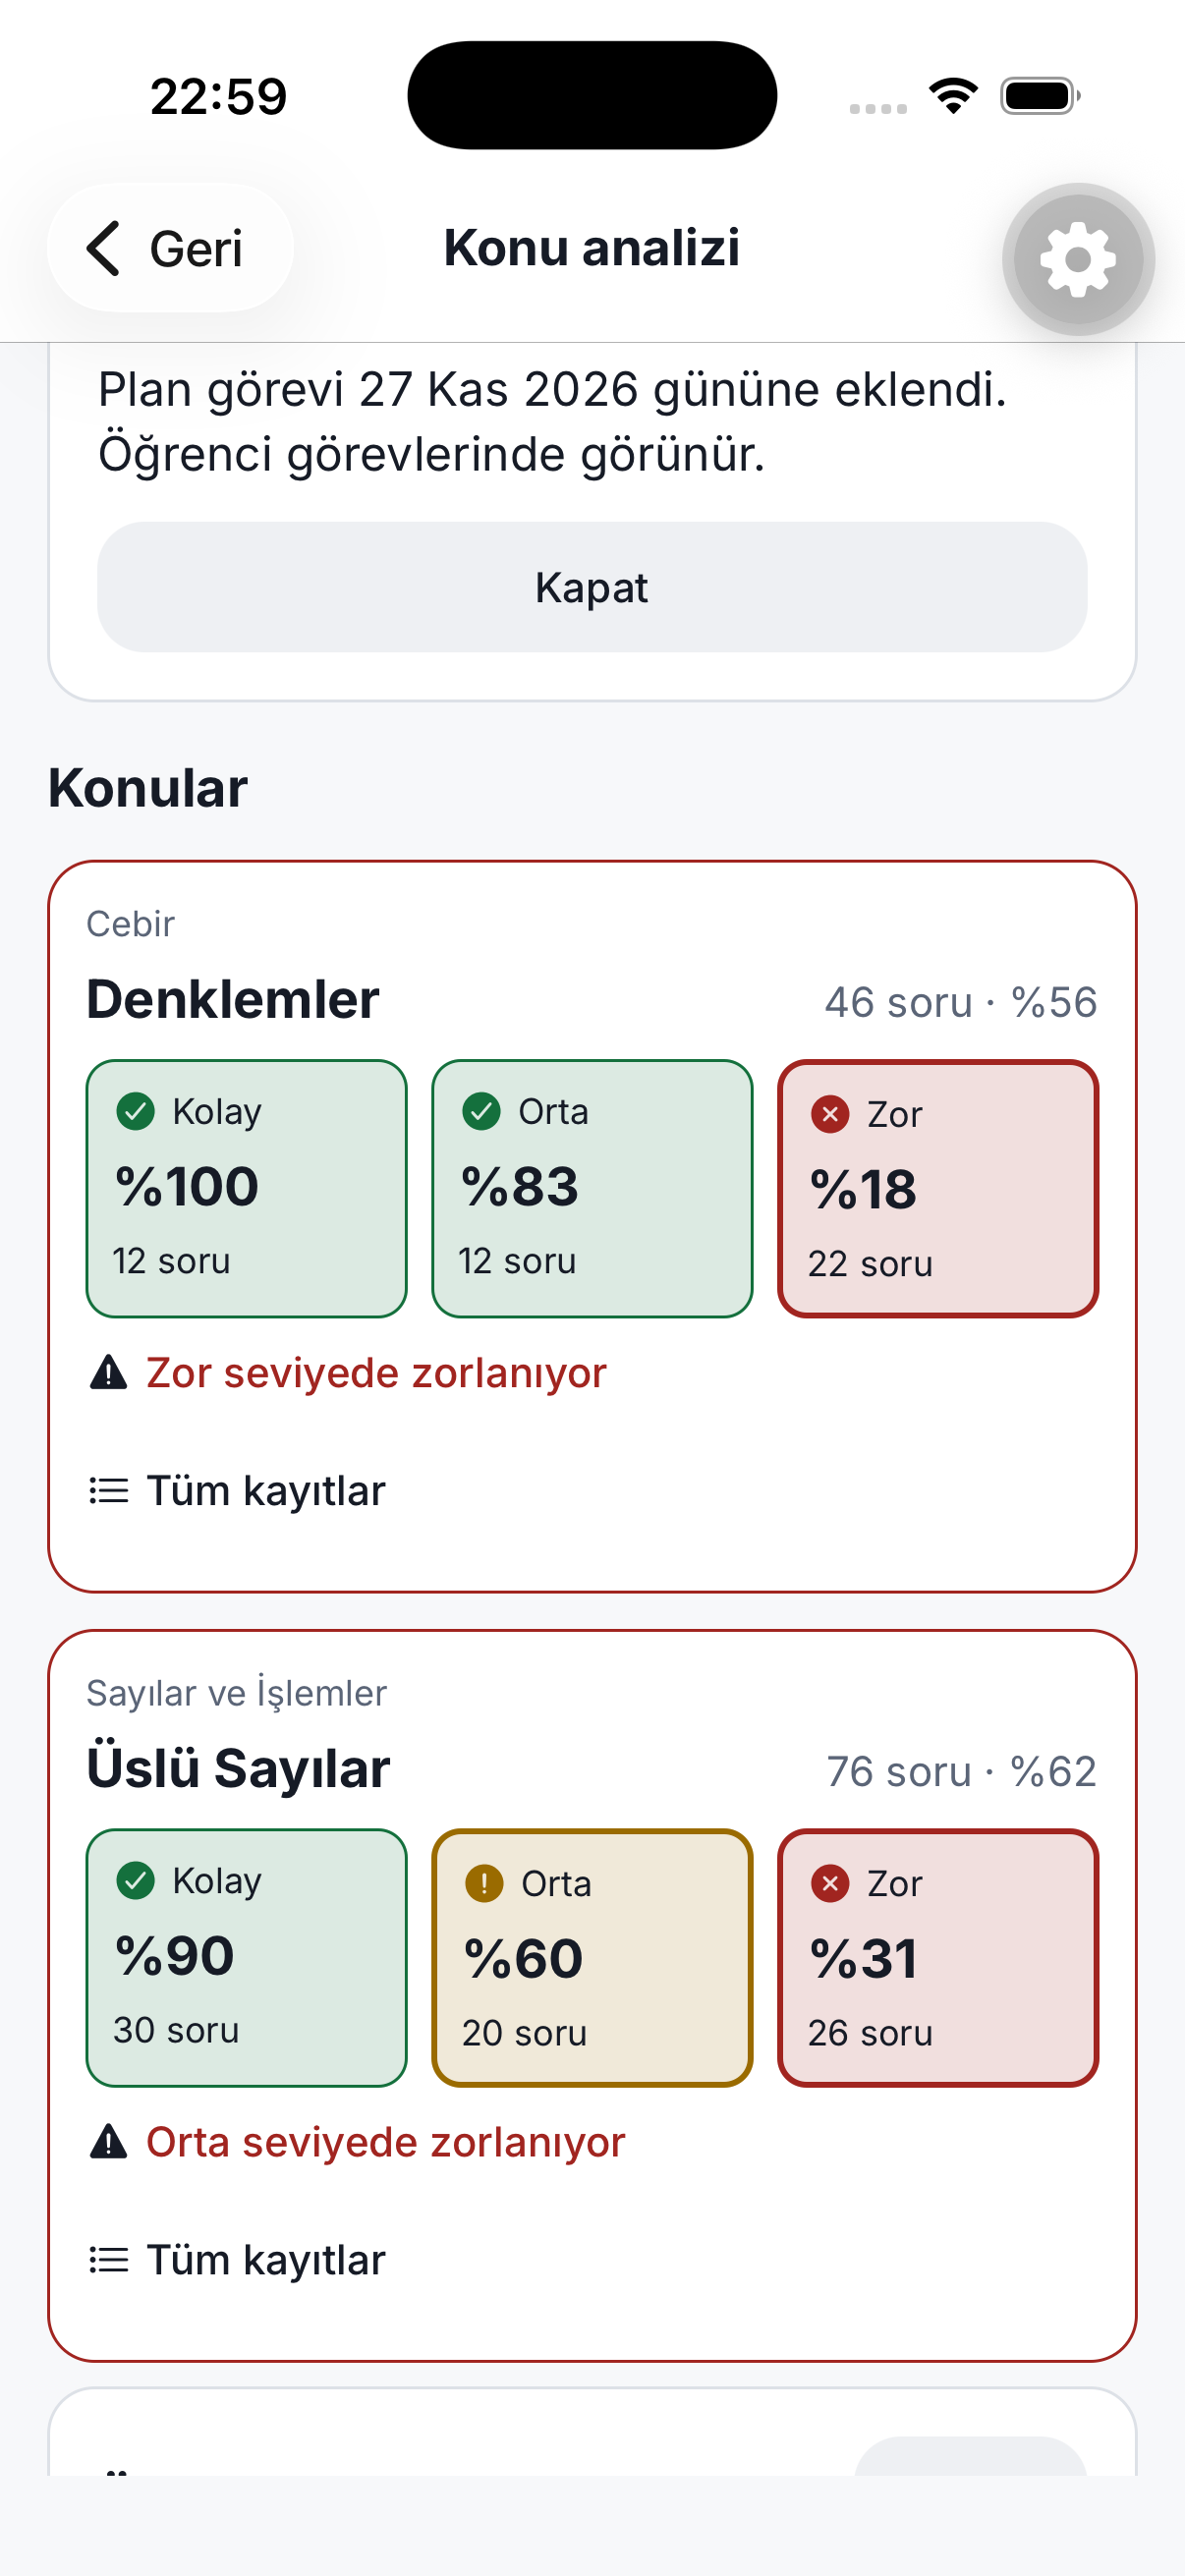 22:59
Geri
Konu analizi
Plan görevi 27 Kas 2026 gününe eklendi.
Öğrenci görevlerinde görünür.
Kapat
Konular
Cebir
Denklemler
46 soru · %56
Kolay
%100
12 soru
Orta
%83
12 soru
Zor
%18
22 soru
Zor seviyede zorlanıyor
Tüm kayıtlar
Sayılar ve İşlemler
Üslü Sayılar
76 soru · %62
Kolay
%90
30 soru
Orta
%60
20 soru
Zor
%31
26 soru
Orta seviyede zorlanıyor
Tüm kayıtlar